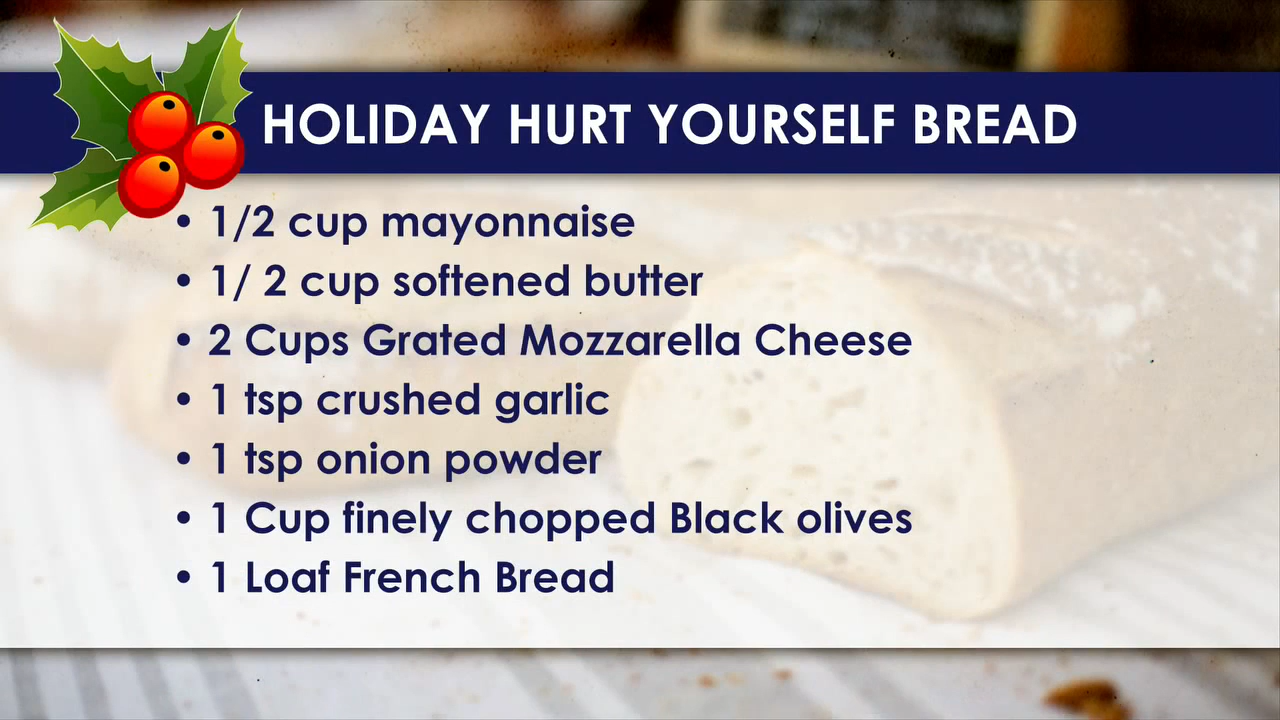 HOLIDAY HURT YOURSELF BREAD
• 1/2 cup mayonnaise
• 1/ 2 cup softened butter
• 2 Cups Grated Mozzarella Cheese
• 1 tsp crushed garlic
• 1 tsp onion powder
• 1 Cup finely chopped Black olives
• 1 Loaf French Bread